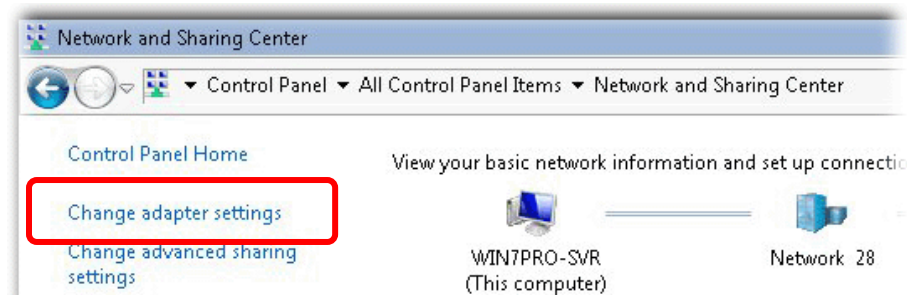 Network and Sharing Center
Control Panel ▾ All Control Panel Items ▾ Network and Sharing Center
Control Panel Home
View your basic network information and set up
Change adapter settings
Change advanced sharing
settings
WIN7PRO-SVR
(This computer)
Network 28